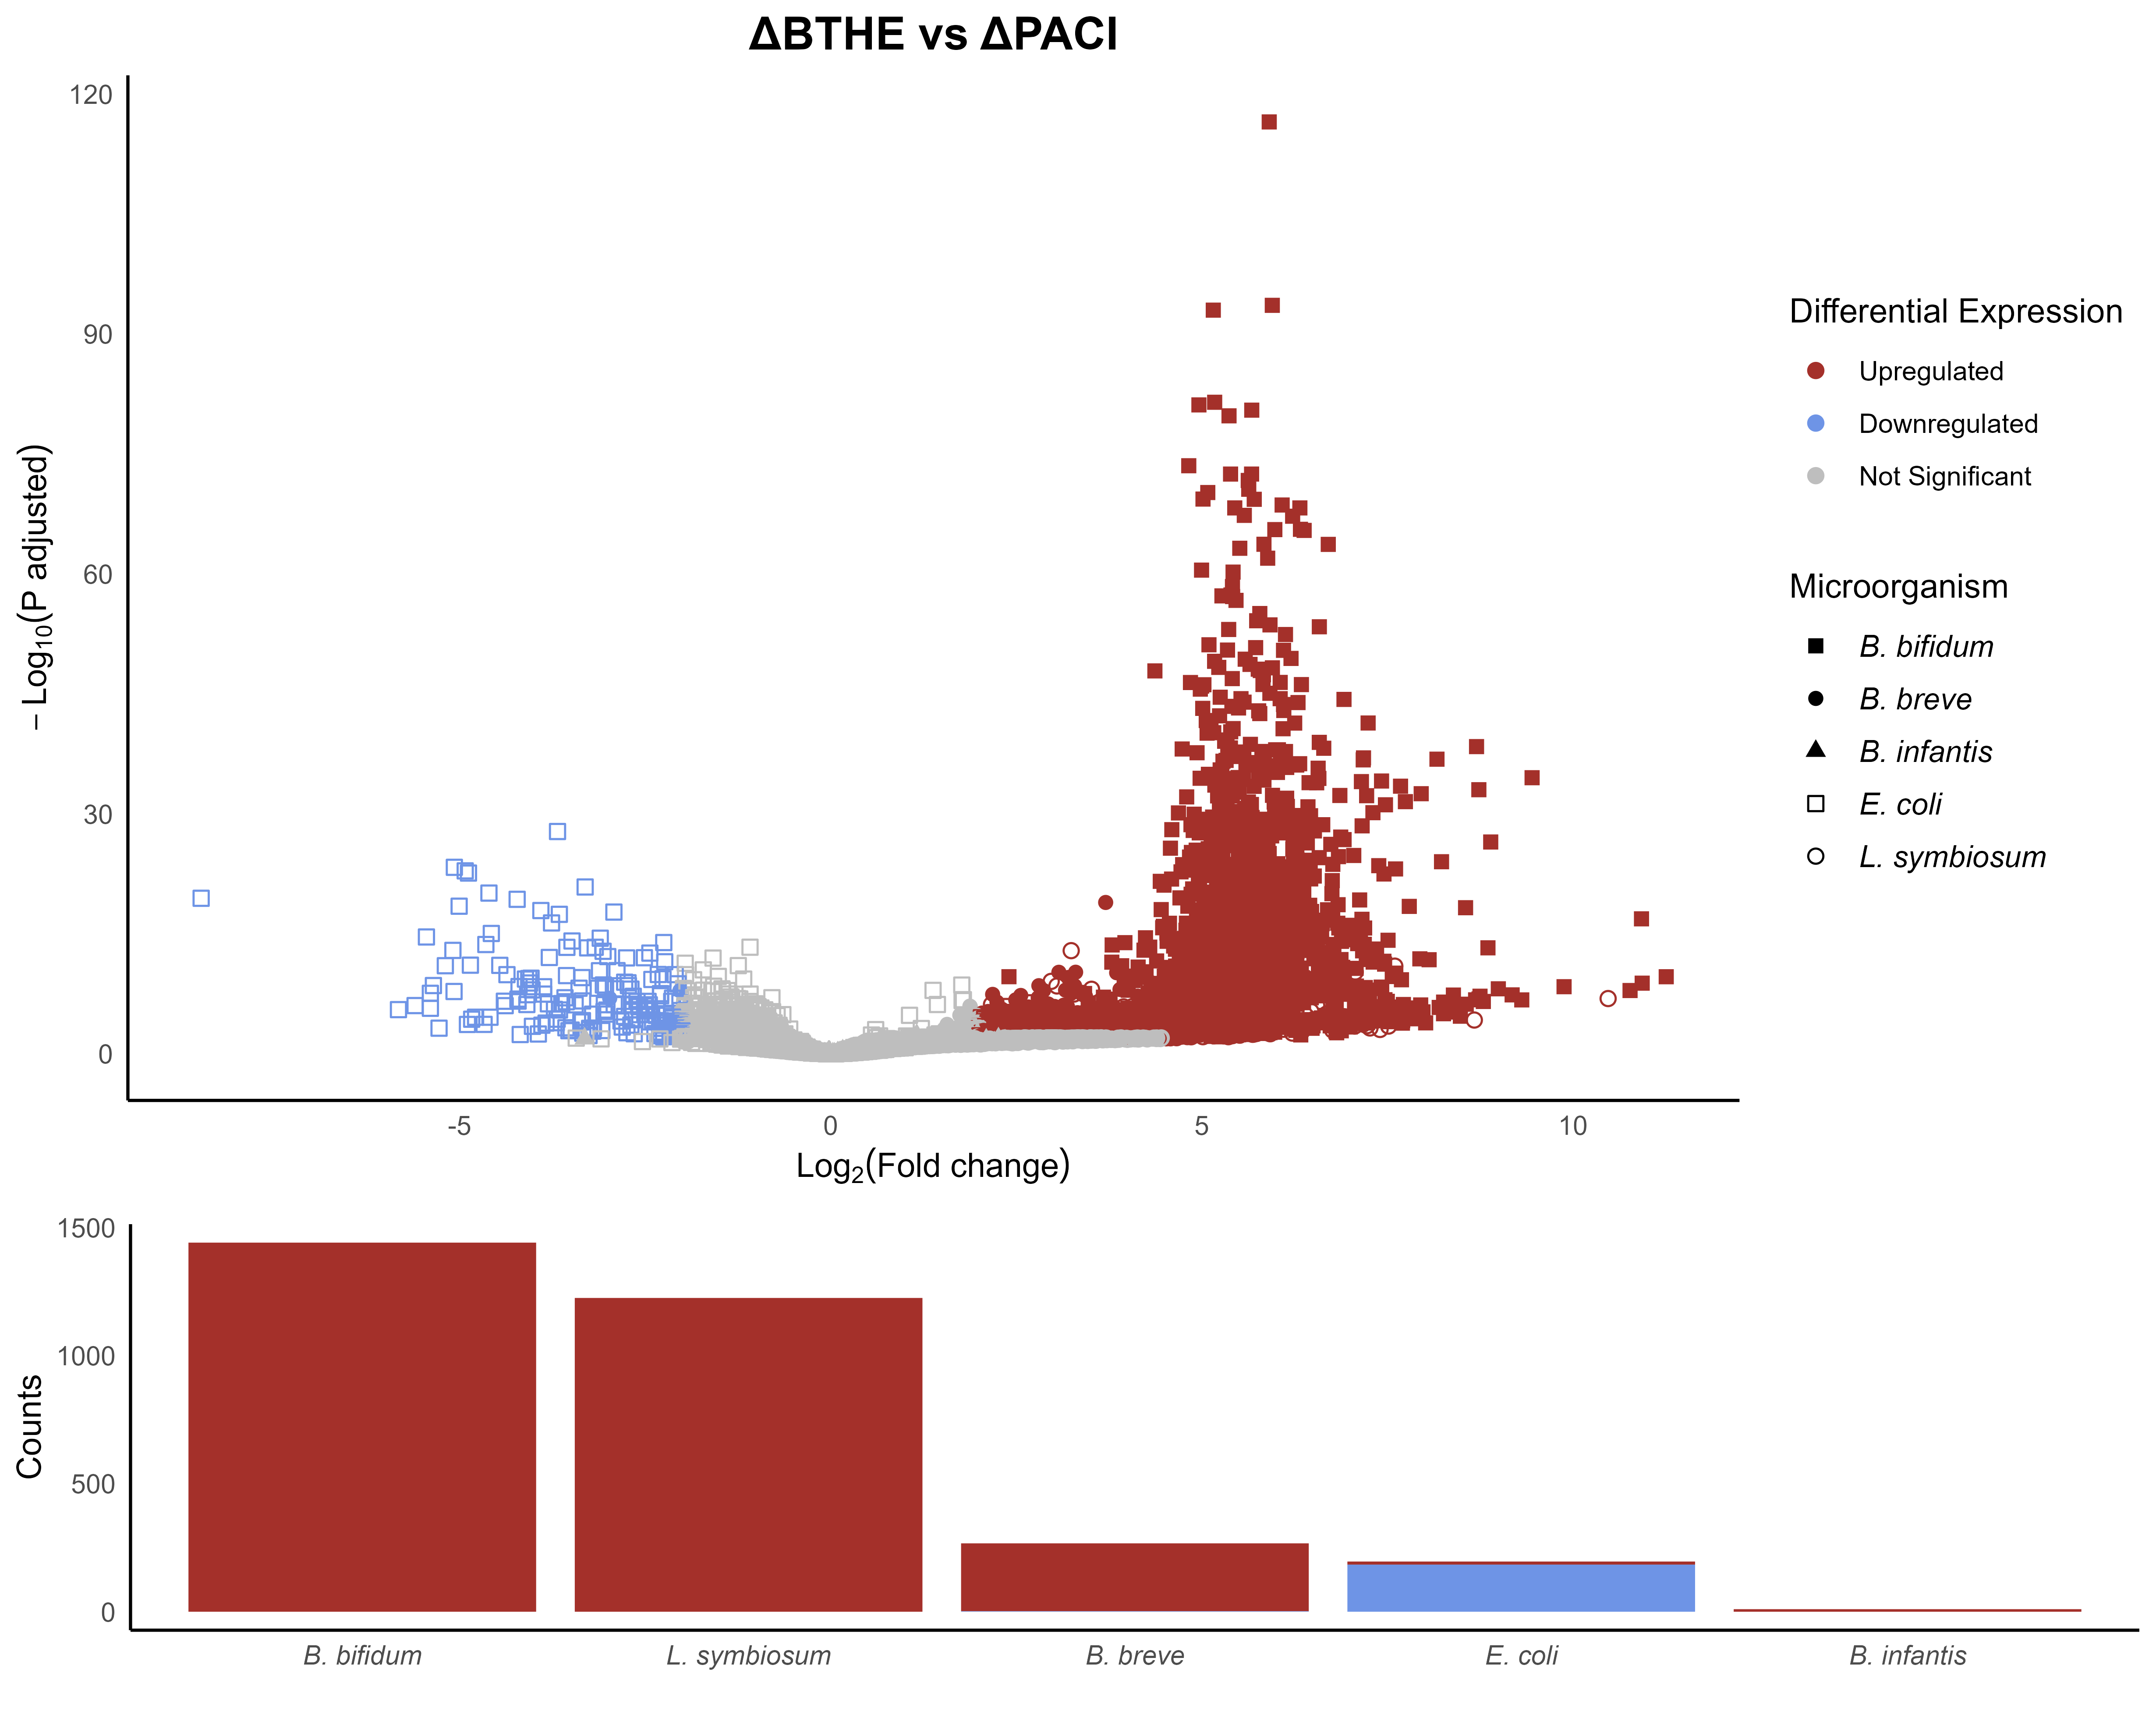 ΔBTHE vs ΔPACI
120
90
60
30
0
− Log10(P adjusted)
-5 0 5 10
Log2(Fold change)
Differential Expression
Upregulated
Downregulated
Not Significant
Microorganism
B. bifidum
B. breve
B. infantis
E. coli
L. symbiosum
1500
1000
500
0
Counts
B. bifidum L. symbiosum B. breve E. coli B. infantis